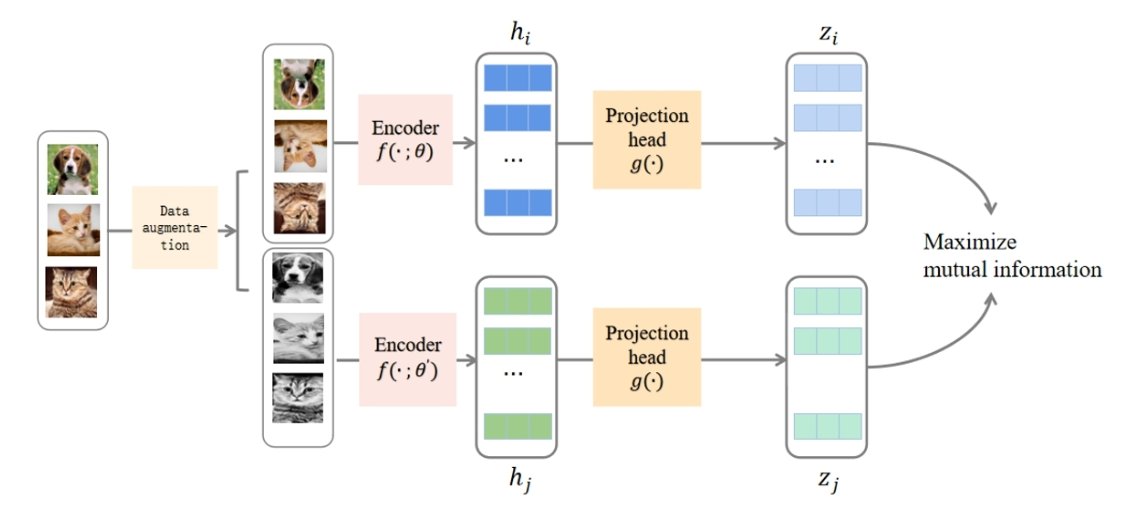 h_i
z_i
Encoder
f(·;θ)
...
Projection
head
g(·)
...
Data
augmenta-
tion
Maximize
mutual information
Encoder
f(·;θ′)
...
Projection
head
g(·)
h_j
z_j